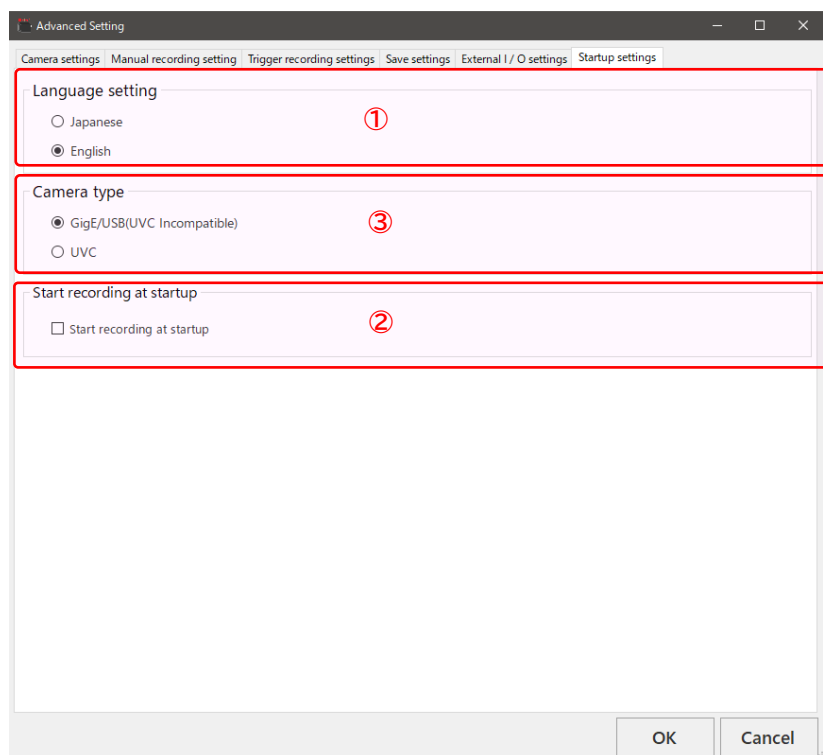 Advanced Setting
Camera settings Manual recording setting Trigger recording settings Save settings External I / O settings Startup settings
Language setting
Japanese
①
English
Camera type
GigE/USB(UVC Incompatible)
③
UVC
Start recording at startup
Start recording at startup
②
OK Cancel